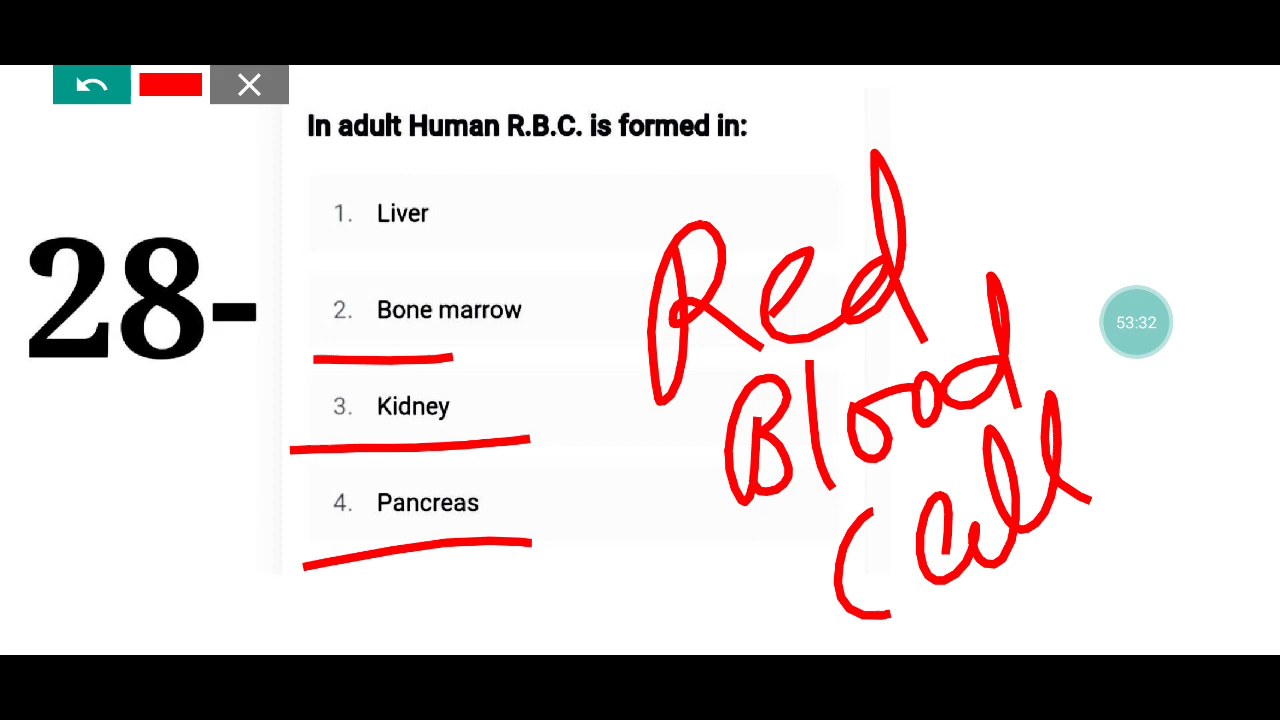 In adult Human R.B.C. is formed in:
1. Liver
28-
2. Bone marrow
3. Kidney
4. Pancreas
Red
Blood
Cell
53:32